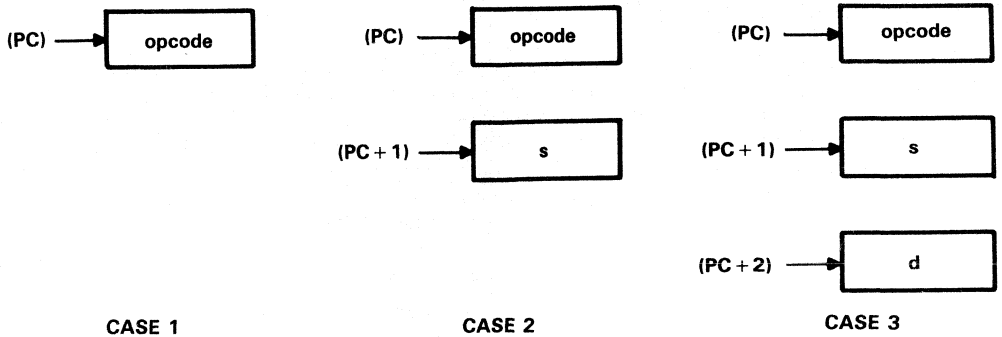 (PC) opcode
(PC + 1) s
(PC) opcode
(PC + 1) s
(PC + 2) d
(PC) opcode
CASE 1
CASE 2
CASE 3